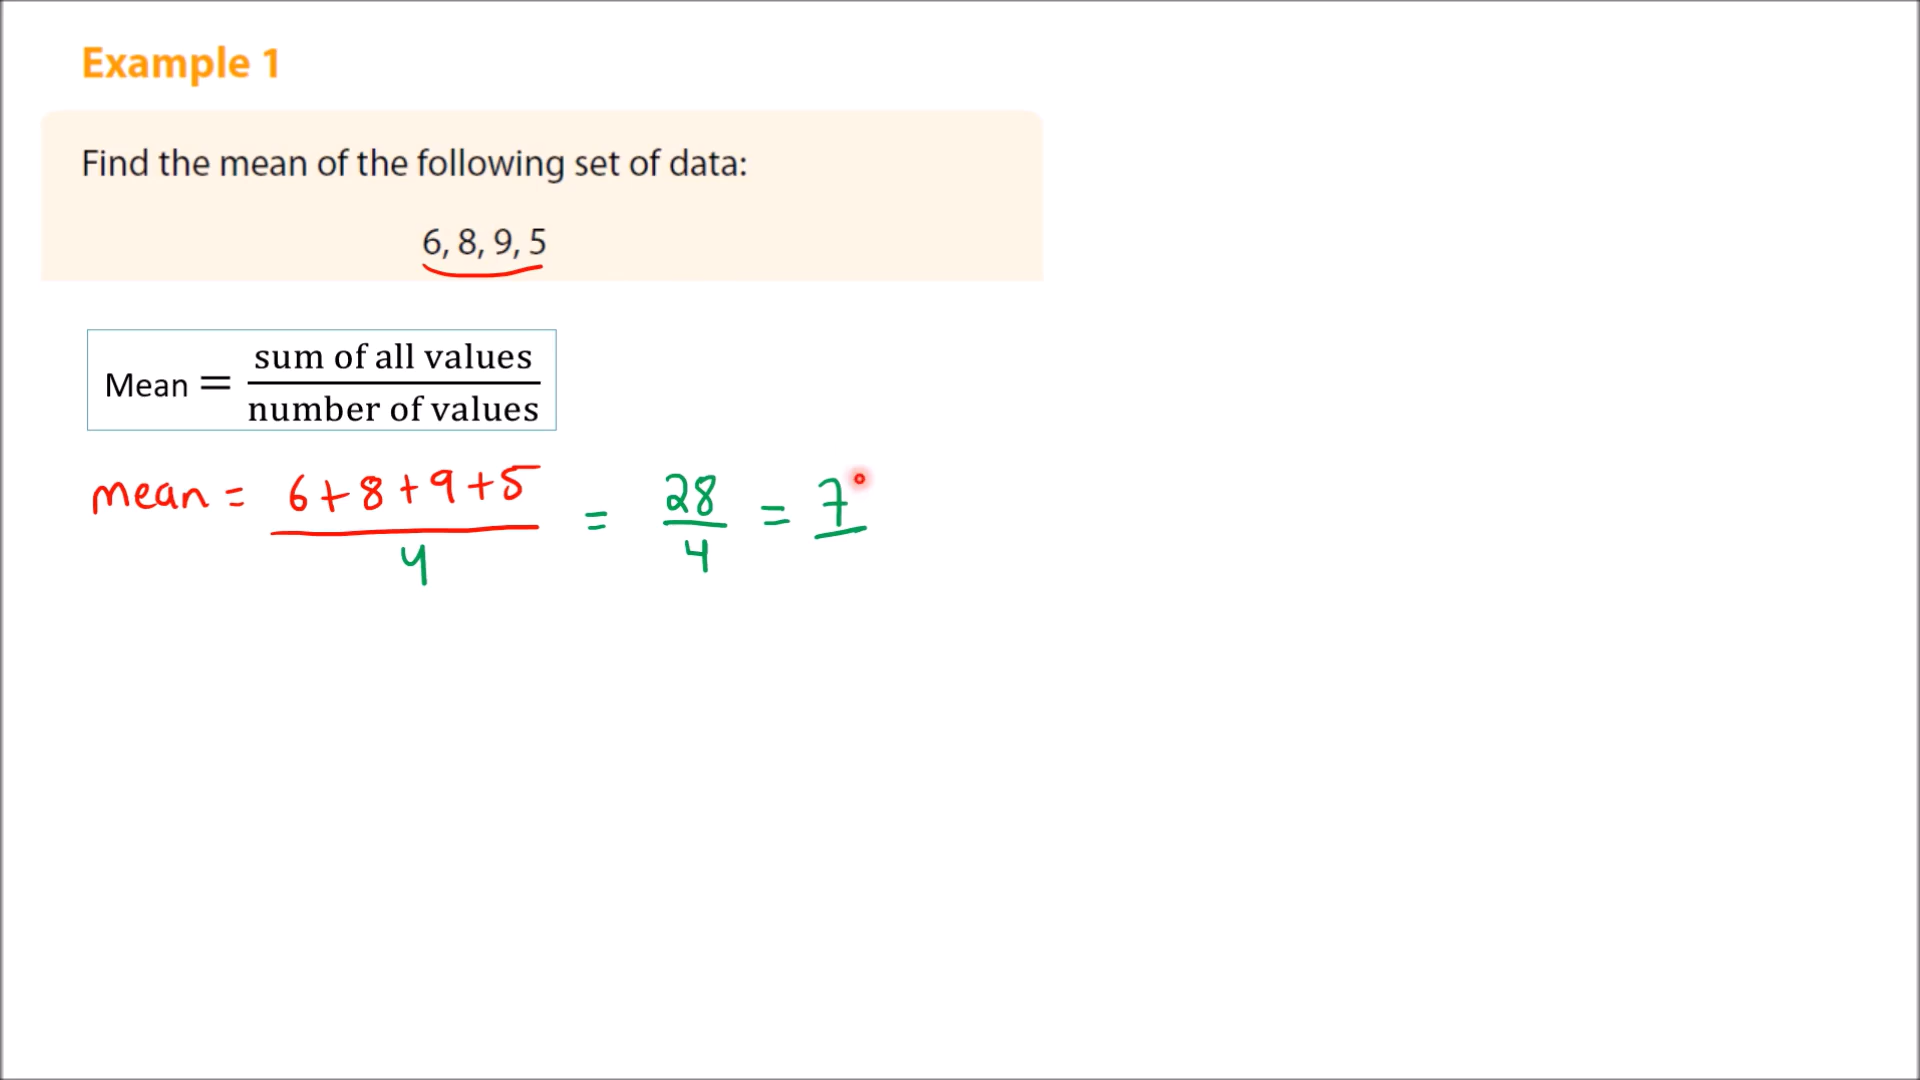 Example 1
Find the mean of the following set of data:
6, 8, 9, 5
Mean = sum of all values / number of values
mean = 6+8+9+5 / 4 = 28 / 4 = 7